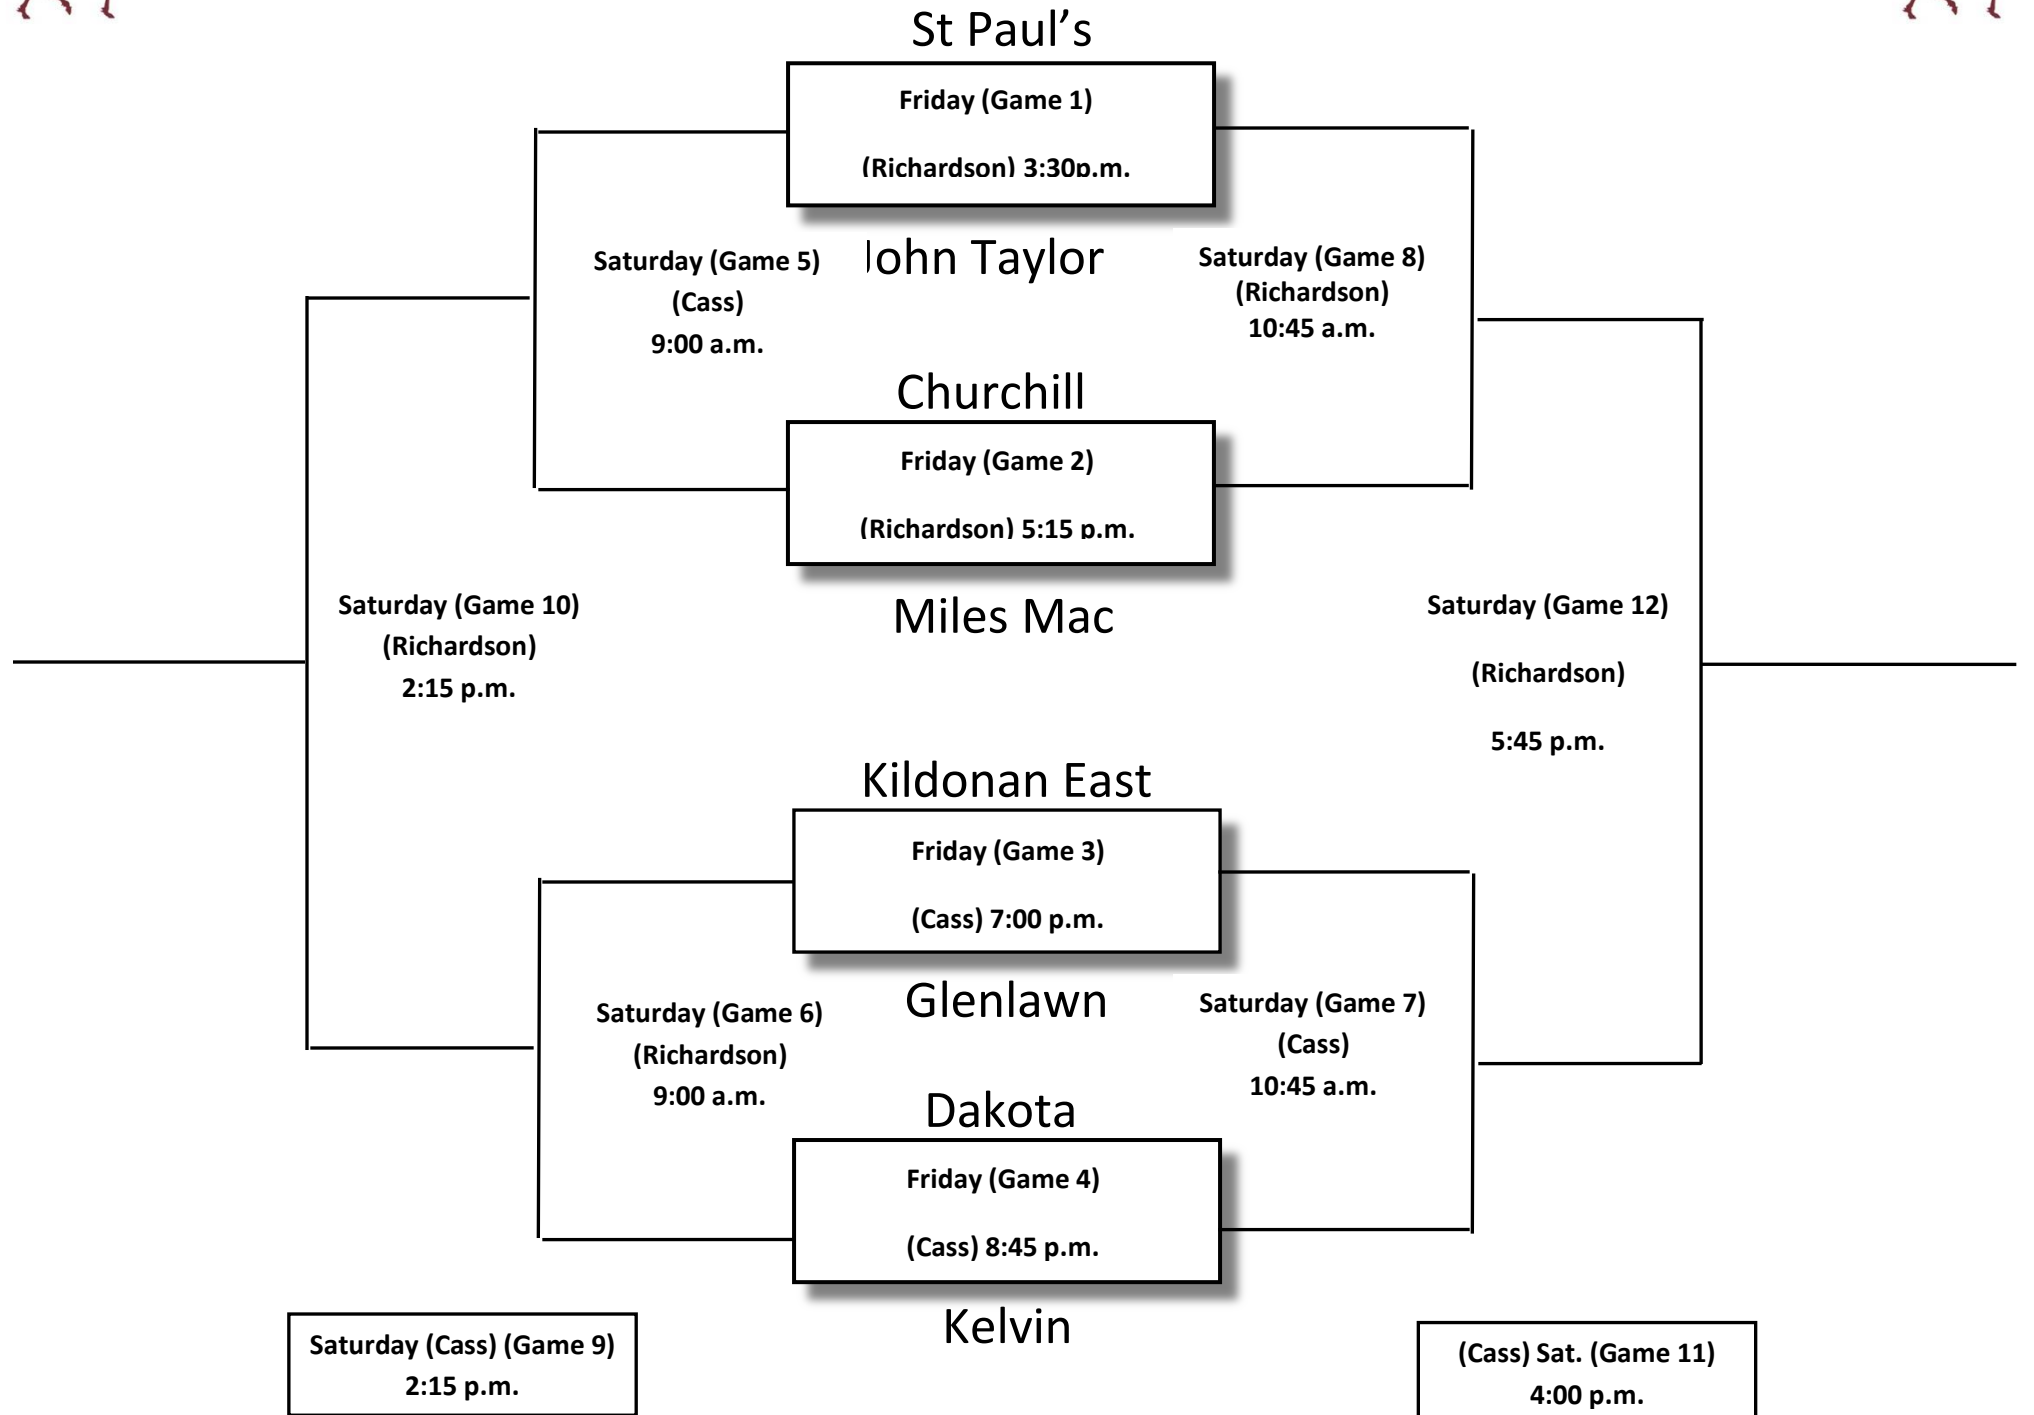 St Paul’s
Friday (Game 1)
(Richardson) 3:30p.m.
John Taylor
Saturday (Game 5)
(Cass)
9:00 a.m.
Saturday (Game 8)
(Richardson)
10:45 a.m.
Churchill
Friday (Game 2)
(Richardson) 5:15 p.m.
Miles Mac
Saturday (Game 10)
(Richardson)
2:15 p.m.
Saturday (Game 12)
(Richardson)
5:45 p.m.
Kildonan East
Friday (Game 3)
(Cass) 7:00 p.m.
Glenlawn
Saturday (Game 6)
(Richardson)
9:00 a.m.
Saturday (Game 7)
(Cass)
10:45 a.m.
Dakota
Friday (Game 4)
(Cass) 8:45 p.m.
Kelvin
Saturday (Cass) (Game 9)
2:15 p.m.
(Cass) Sat. (Game 11)
4:00 p.m.